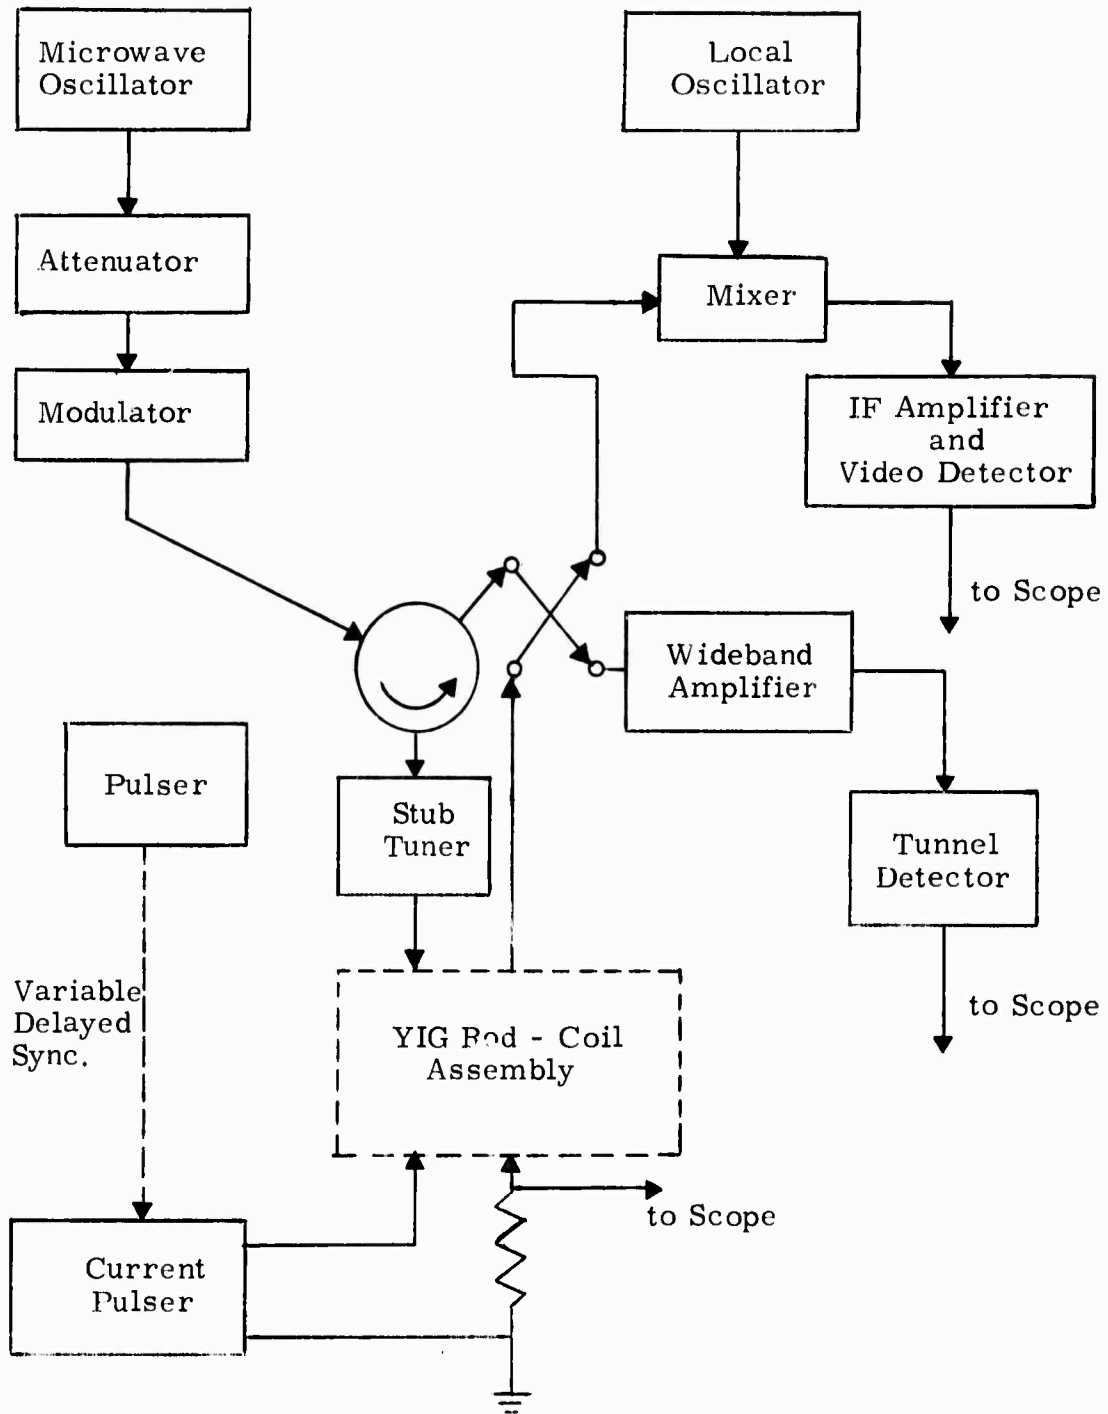 Microwave
Oscillator
Local
Oscillator
Attenuator
Mixer
Modulator
IF Amplifier
and
Video Detector
to Scope
Wideband
Amplifier
Pulser
Stub
Tuner
Tunnel
Detector
Variable
Delayed
Sync.
to Scope
YIG Rod - Coil
Assembly
to Scope
Current
Pulser